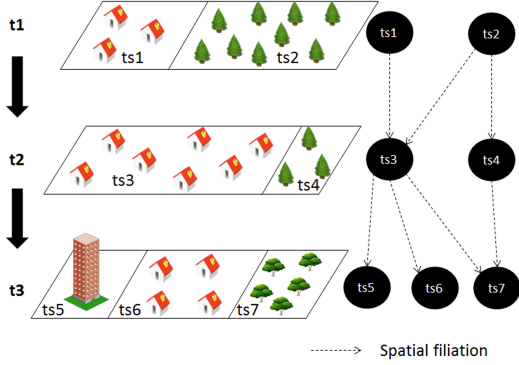 t1
ts1
ts2
ts1
ts2
t2
ts3
ts4
ts3
ts4
t3
ts5
ts6
ts7
ts5
ts6
ts7
Spatial filiation